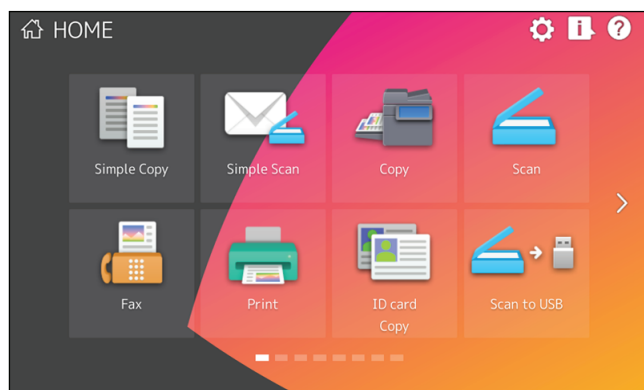 HOME
Simple Copy
Simple Scan
Copy
Scan
Fax
Print
ID card
Copy
Scan to USB